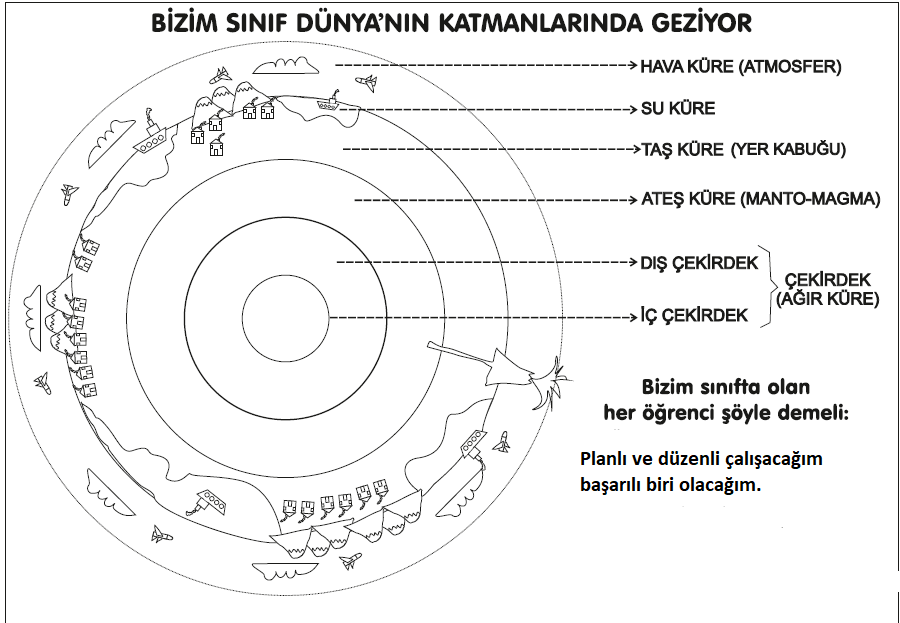 BİZİM SINIF DÜNYA'NIN KATMANLARINDA GEZİYOR
HAVA KÜRE (ATMOSFER)
SU KÜRE
TAŞ KÜRE (YER KABUĞU)
ATEŞ KÜRE (MANTO-MAGMA)
DIŞ ÇEKİRDEK
İÇ ÇEKİRDEK
ÇEKİRDEK
(AĞIR KÜRE)
Bizim sınıfta olan
her öğrenci şöyle demeli:
Planlı ve düzenli çalışacağım
başarılı biri olacağım.